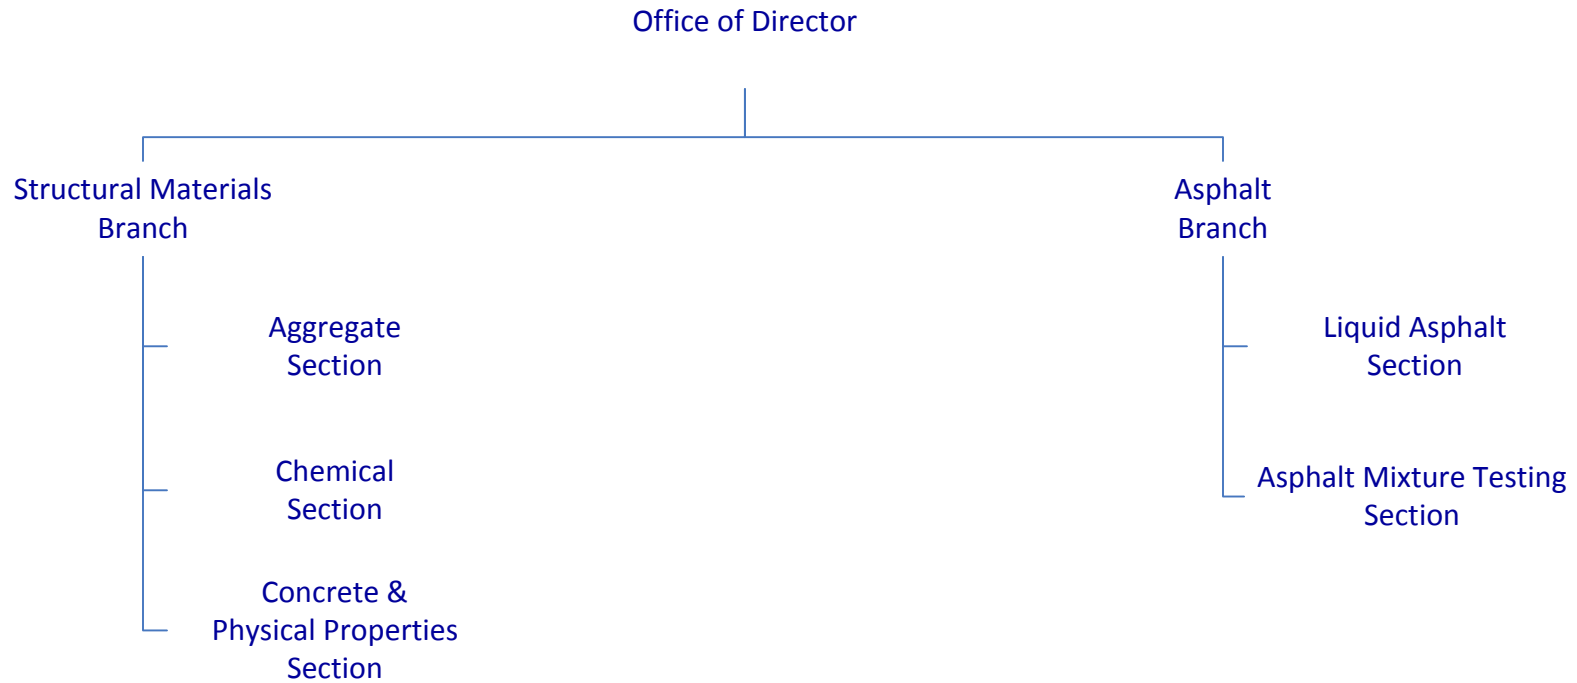 Office of Director
Structural Materials
Branch
Aggregate
Section
Chemical
Section
Concrete &
Physical Properties
Section
Asphalt
Branch
Liquid Asphalt
Section
Asphalt Mixture Testing
Section